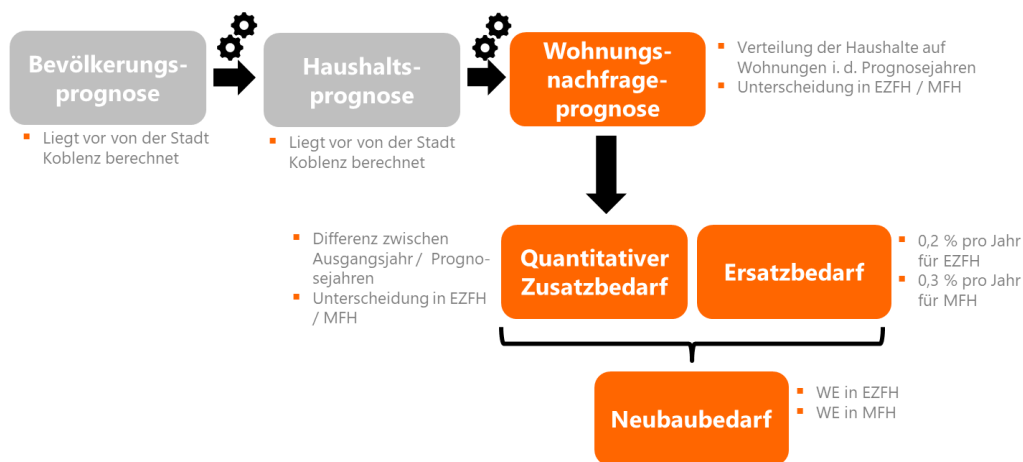 Bevölkerungs-
prognose
▪ Liegt vor von der Stadt
Koblenz berechnet
Haushalts-
prognose
▪ Liegt vor von der Stadt
Koblenz berechnet
Wohnungs-
nachfrage-
prognose
▪ Verteilung der Haushalte auf
Wohnungen i. d. Prognosejahren
▪ Unterscheidung in EZFH / MFH
▪ Differenz zwischen
Ausgangsjahr / Progno-
sejahren
▪ Unterscheidung in EZFH
/ MFH
Quantitativer
Zusatzbedarf
Ersatzbedarf
▪ 0,2 % pro Jahr
für EZFH
▪ 0,3 % pro Jahr
für MFH
Neubaubedarf
▪ WE in EZFH
▪ WE in MFH